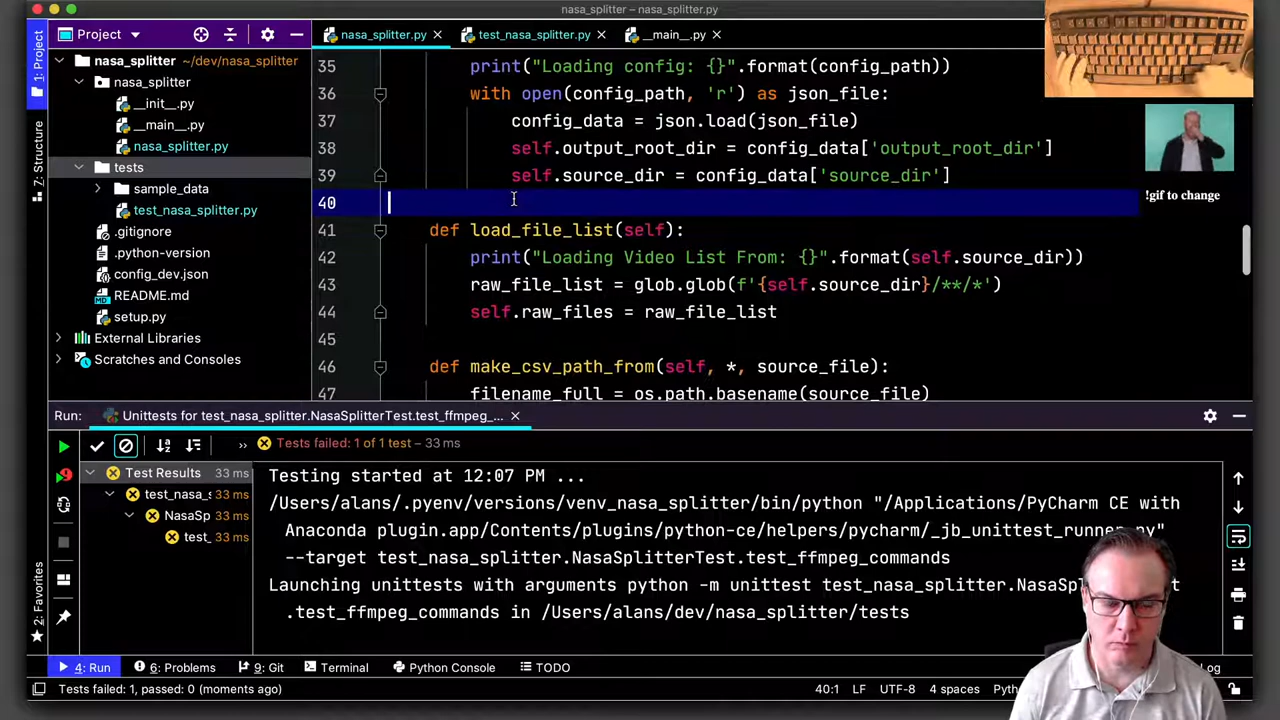 nasa_splitter – nasa_splitter.py
Project
nasa_splitter.py
test_nasa_splitter.py
__main__.py
1: Project
7: Structure
2: Favorites
nasa_splitter ~/dev/nasa_splitter
nasa_splitter
__init__.py
__main__.py
nasa_splitter.py
tests
sample_data
test_nasa_splitter.py
.gitignore
.python-version
config_dev.json
README.md
setup.py
External Libraries
Scratches and Consoles
35 print("Loading config: {}".format(config_path))
36 with open(config_path, 'r') as json_file:
37 config_data = json.load(json_file)
38 self.output_root_dir = config_data['output_root_dir']
39 self.source_dir = config_data['source_dir']
40
41 def load_file_list(self):
42 print("Loading Video List From: {}".format(self.source_dir))
43 raw_file_list = glob.glob(f'{self.source_dir}/**/*')
44 self.raw_files = raw_file_list
45
46 def make_csv_path_from(self, *, source_file):
47 filename_full = os.path.basename(source_file)
!gif to change
Run: Unittests for test_nasa_splitter.NasaSplitterTest.test_ffmpeg_...
Tests failed: 1 of 1 test – 33 ms
Test Results 33 ms
test_nasa_s 33 ms
NasaSp 33 ms
test_ 33 ms
Testing started at 12:07 PM ...
/Users/alans/.pyenv/versions/venv_nasa_splitter/bin/python "/Applications/PyCharm CE with
Anaconda plugin.app/Contents/plugins/python-ce/helpers/pycharm/_jb_unittest_runner.py"
--target test_nasa_splitter.NasaSplitterTest.test_ffmpeg_commands
Launching unittests with arguments python -m unittest test_nasa_splitter.NasaSp t
.test_ffmpeg_commands in /Users/alans/dev/nasa_splitter/tests
4: Run
6: Problems
9: Git
Terminal
Python Console
TODO
Log
Tests failed: 1, passed: 0 (moments ago)
40:1 LF UTF-8 4 spaces Pyth